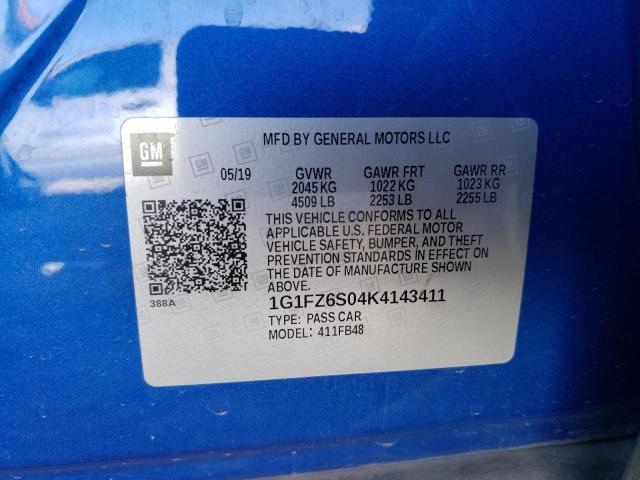 MFD BY GENERAL MOTORS LLC
GM
05/19 GVWR GAWR FRT GAWR RR
2045 KG 1022 KG 1023 KG
4509 LB 2253 LB 2255 LB
THIS VEHICLE CONFORMS TO ALL
APPLICABLE U.S. FEDERAL MOTOR
VEHICLE SAFETY, BUMPER, AND THEFT
PREVENTION STANDARDS IN EFFECT ON
THE DATE OF MANUFACTURE SHOWN
ABOVE.
388A
1G1FZ6S04K4143411
TYPE: PASS CAR
MODEL: 411FB48